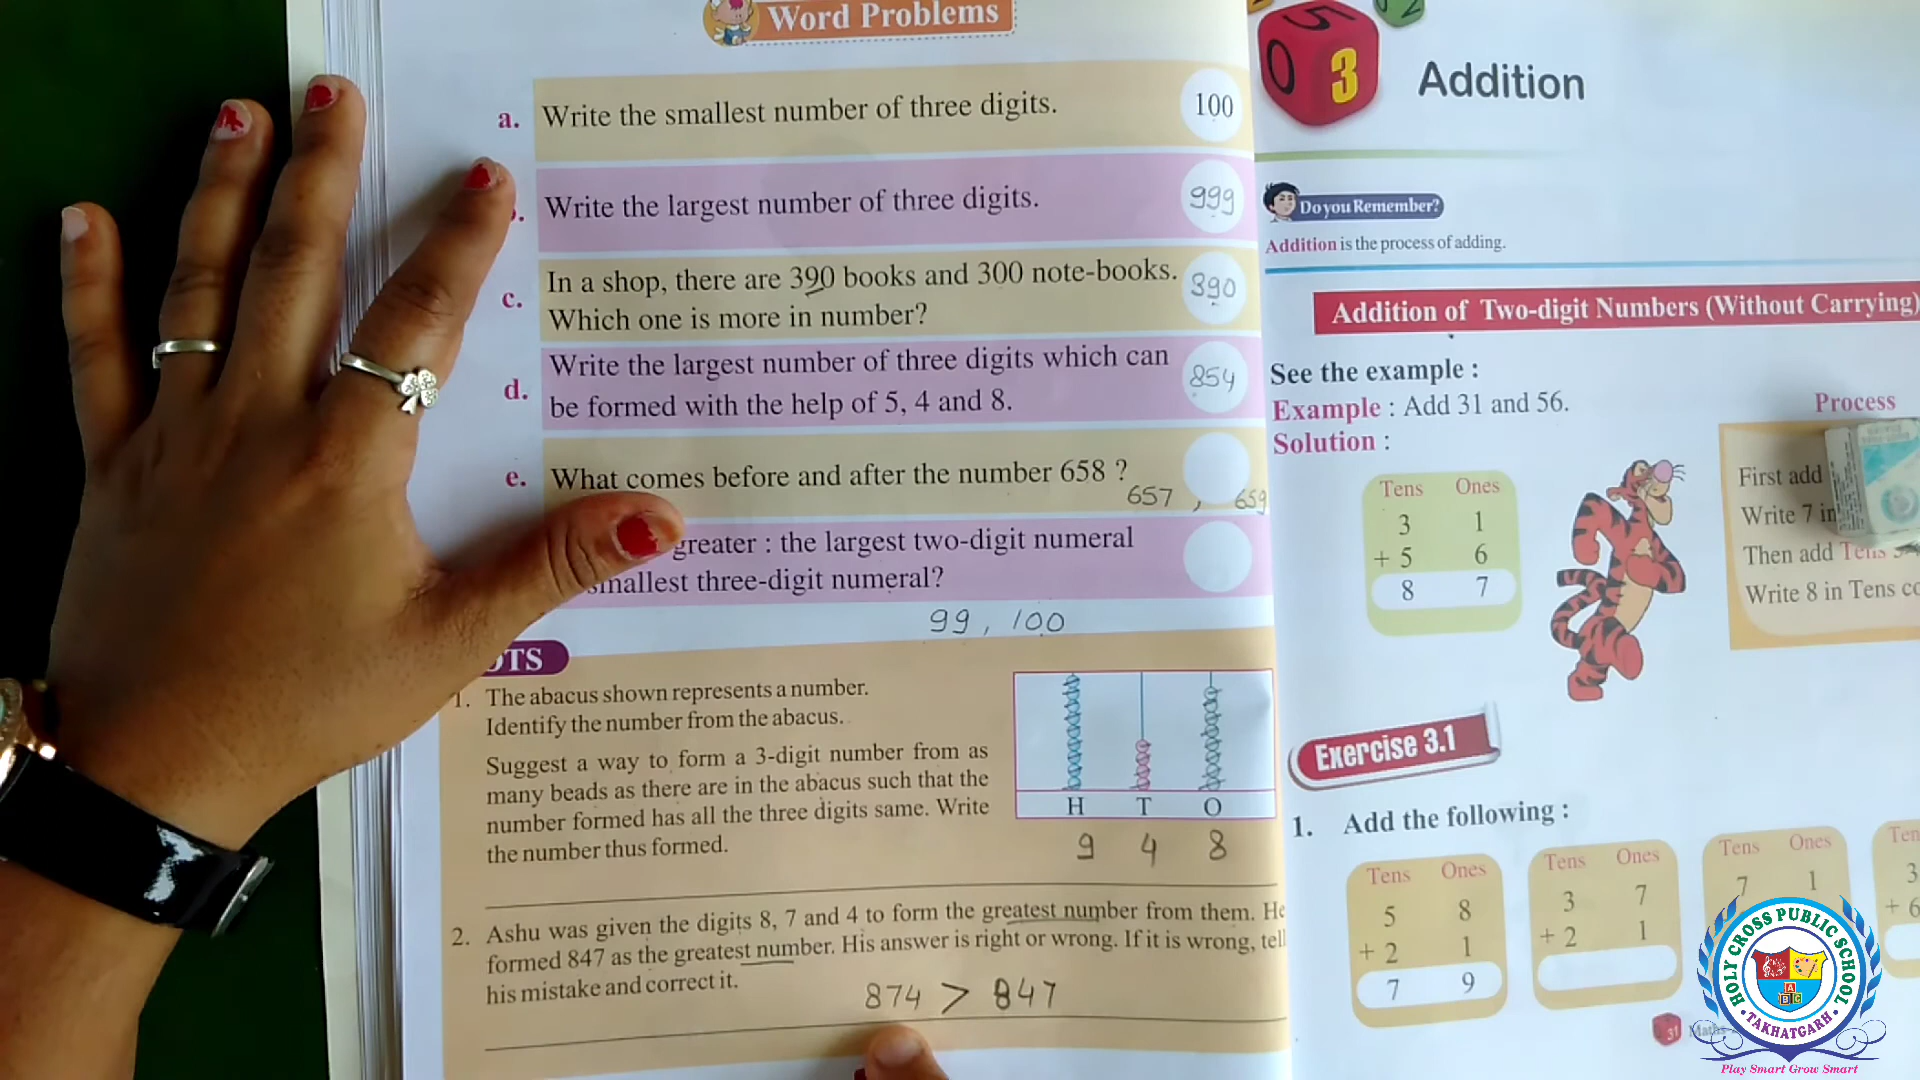 Word Problems
a. Write the smallest number of three digits. 100
Write the largest number of three digits. 999
c. In a shop, there are 390 books and 300 note-books. 390
Which one is more in number?
d. Write the largest number of three digits which can 854
be formed with the help of 5, 4 and 8.
e. What comes before and after the number 658 ?
657 , 659
greater : the largest two-digit numeral
smallest three-digit numeral?
99 , 100
OTS
1. The abacus shown represents a number.
Identify the number from the abacus.
Suggest a way to form a 3-digit number from as
many beads as there are in the abacus such that the
number formed has all the three digits same. Write
the number thus formed.
H T O
9 4 8
2. Ashu was given the digits 8, 7 and 4 to form the greatest number from them. He
formed 847 as the greatest number. His answer is right or wrong. If it is wrong, tell
his mistake and correct it.
874 > 847
0 5 3 2
Addition
Do you Remember?
Addition is the process of adding.
Addition of Two-digit Numbers (Without Carrying)
See the example :
Example : Add 31 and 56.
Solution :
Tens Ones
3 1
+ 5 6
8 7
Process
First add
Write 7 in
Then add Tens
Write 8 in Tens
Exercise 3.1
1. Add the following :
Tens Ones
5 8
+ 2 1
7 9
Tens Ones
3 7
+ 2 1
Tens Ones
7 1
Ten
3
+ 6
31 Maths
HOLY CROSS PUBLIC SCHOOL
A B C
TAKHATGARH
Play Smart Grow Smart